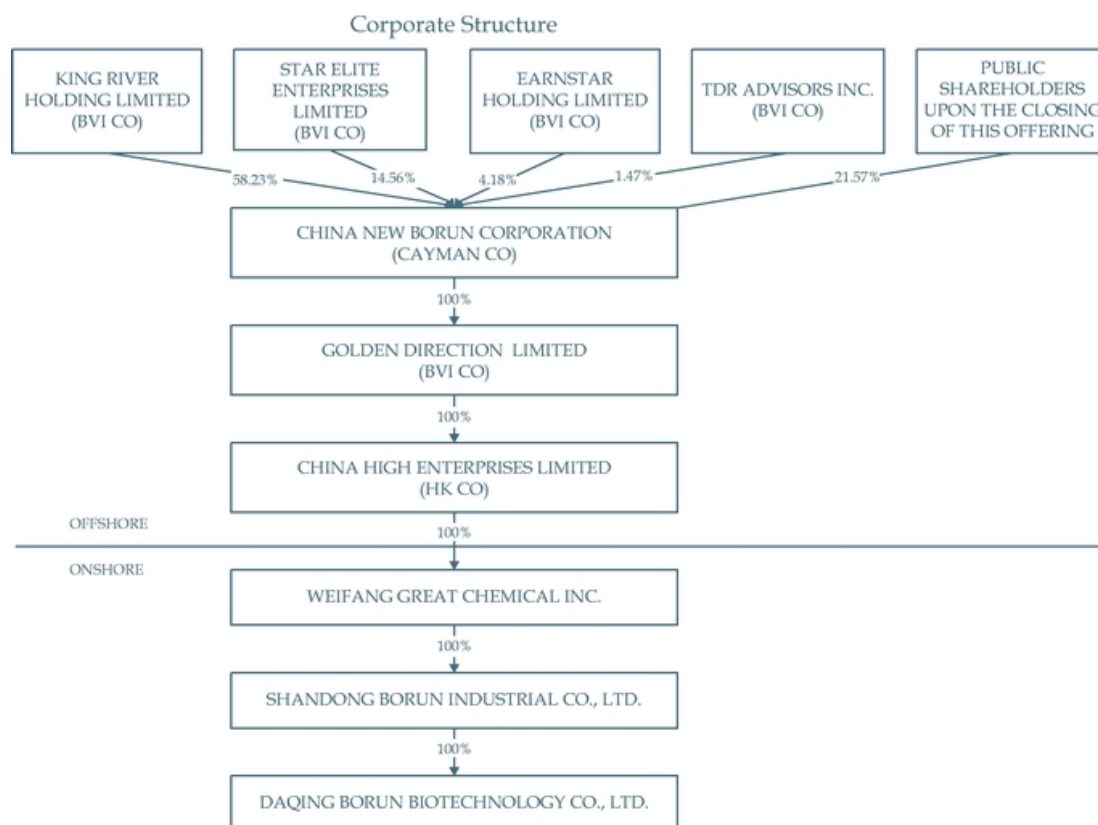 Corporate Structure
KING RIVER
HOLDING LIMITED
(BVI CO)
STAR ELITE
ENTERPRISES
LIMITED
(BVI CO)
EARNSTAR
HOLDING LIMITED
(BVI CO)
TDR ADVISORS INC.
(BVI CO)
PUBLIC
SHAREHOLDERS
UPON THE CLOSING
OF THIS OFFERING
58.23%
14.56%
4.18%
1.47%
21.57%
CHINA NEW BORUN CORPORATION
(CAYMAN CO)
100%
GOLDEN DIRECTION LIMITED
(BVI CO)
100%
CHINA HIGH ENTERPRISES LIMITED
(HK CO)
OFFSHORE
100%
ONSHORE
WEIFANG GREAT CHEMICAL INC.
100%
SHANDONG BORUN INDUSTRIAL CO., LTD.
100%
DAQING BORUN BIOTECHNOLOGY CO., LTD.